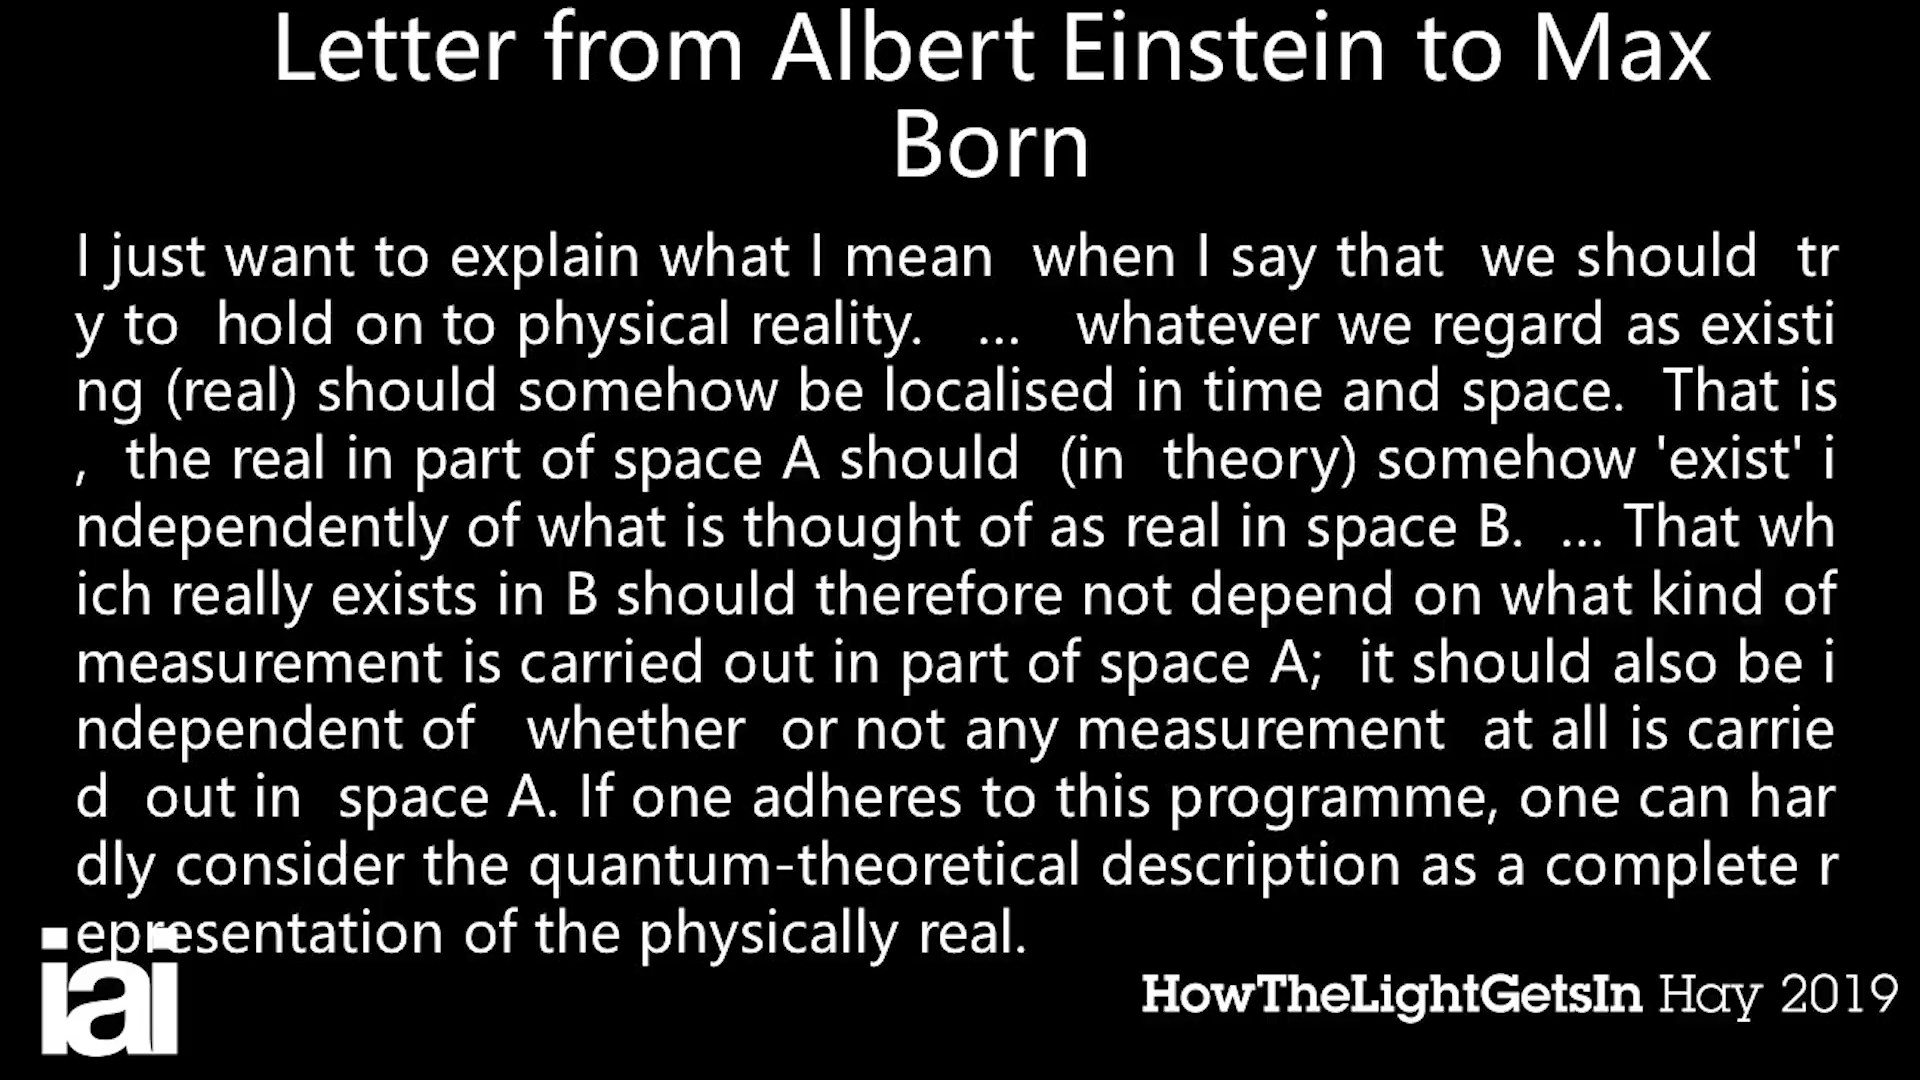 Letter from Albert Einstein to Max
Born
I just want to explain what I mean when I say that we should tr
y to hold on to physical reality. ... whatever we regard as existi
ng (real) should somehow be localised in time and space. That is
, the real in part of space A should (in theory) somehow 'exist' i
ndependently of what is thought of as real in space B. ... That wh
ich really exists in B should therefore not depend on what kind of
measurement is carried out in part of space A; it should also be i
ndependent of whether or not any measurement at all is carrie
d out in space A. If one adheres to this programme, one can har
dly consider the quantum-theoretical description as a complete r
epresentation of the physically real.
iai
HowTheLightGetsIn Hay 2019